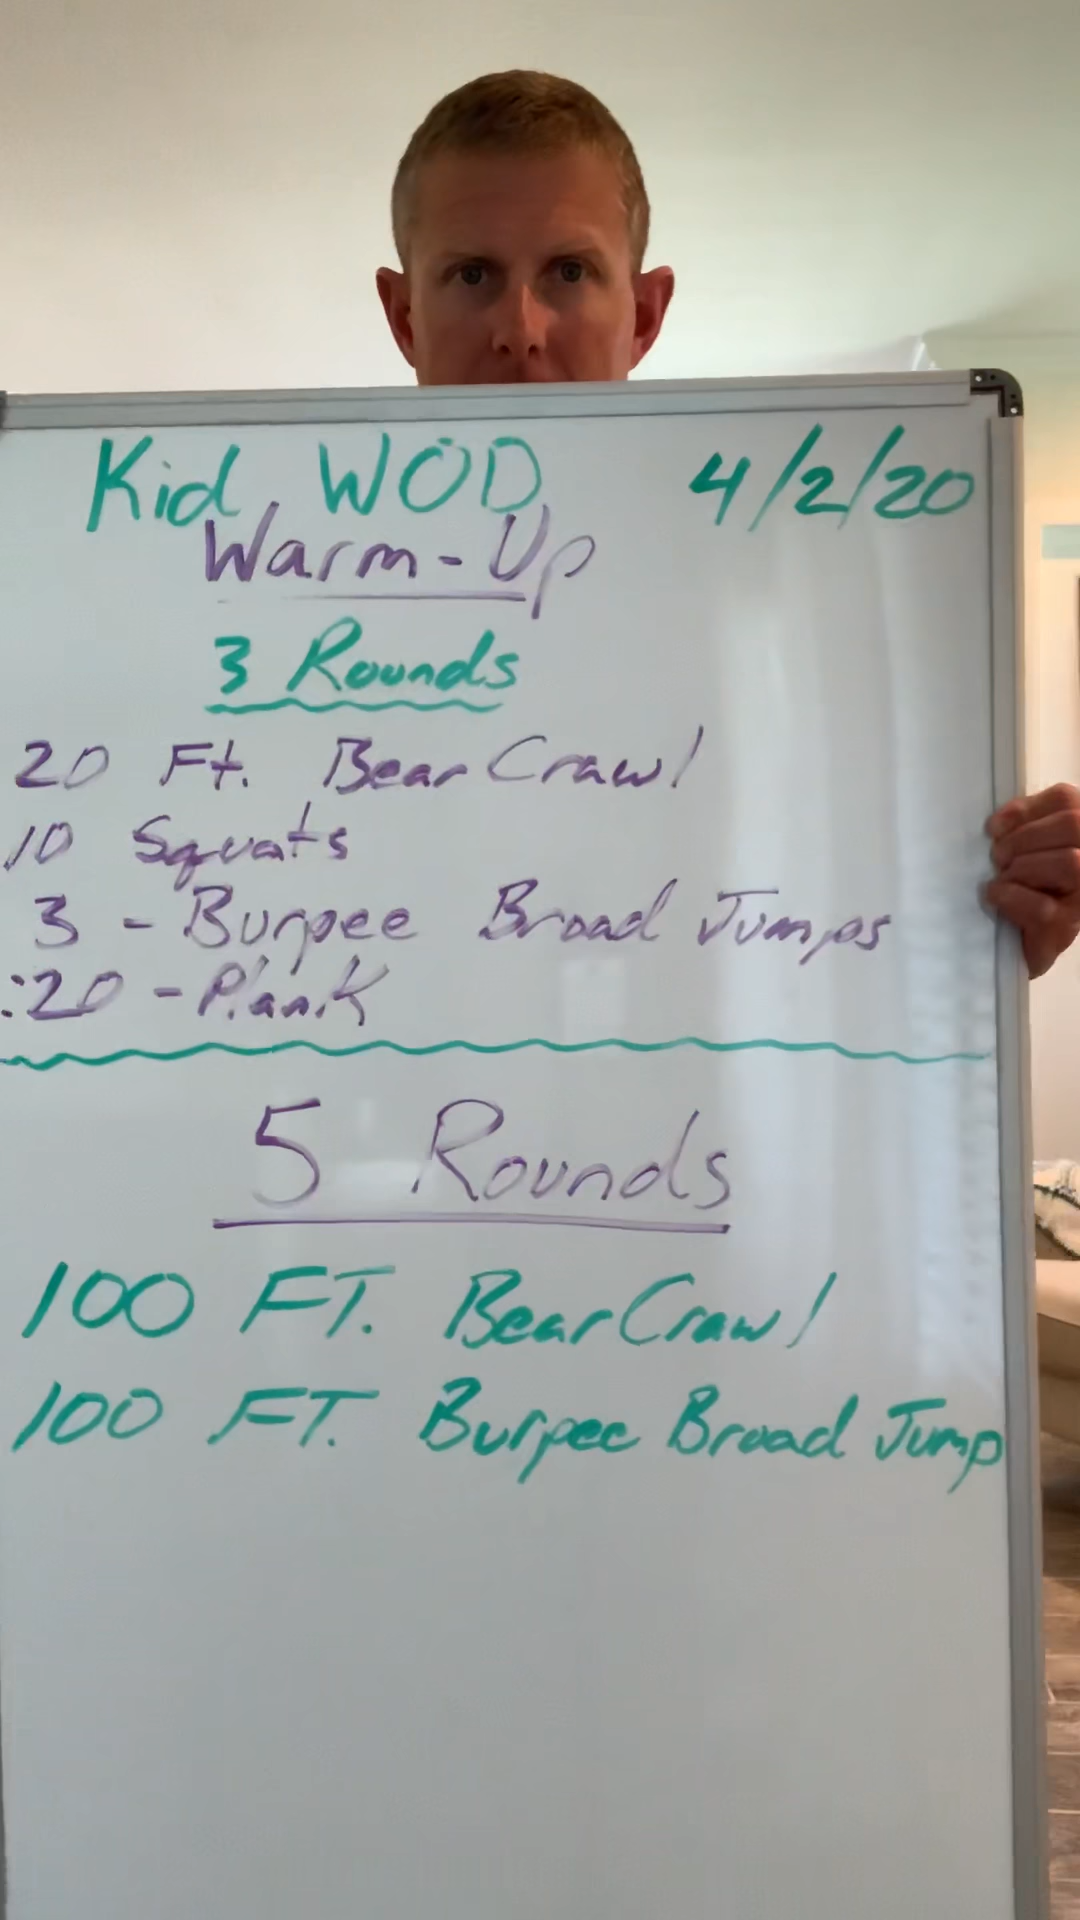 Kid WOD 4/2/20
Warm-Up
3 Rounds
20 Ft. Bear Crawl
10 Squats
3 - Burpee Broad Jumps
:20 - Plank
5 Rounds
100 FT. Bear Crawl
100 FT. Burpee Broad Jump